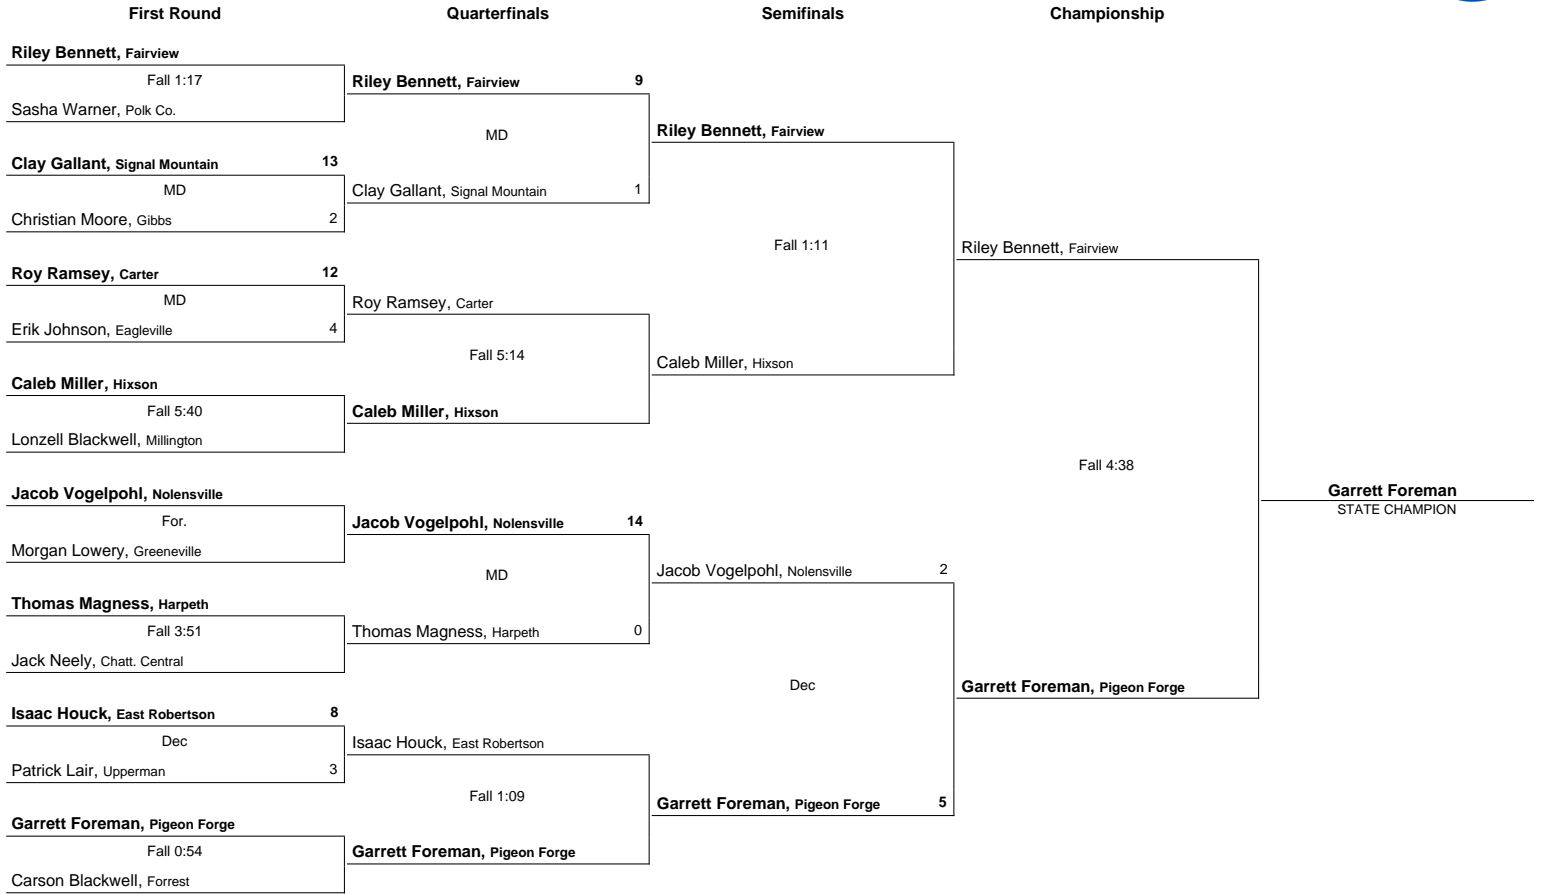 First Round Quarterfinals Semifinals Championship
Riley Bennett, Fairview
Fall 1:17
Sasha Warner, Polk Co.
Clay Gallant, Signal Mountain 13
MD
Christian Moore, Gibbs 2
Roy Ramsey, Carter 12
MD
Erik Johnson, Eagleville 4
Caleb Miller, Hixson
Fall 5:40
Lonzell Blackwell, Millington
Jacob Vogelpohl, Nolensville
For.
Morgan Lowery, Greeneville
Thomas Magness, Harpeth
Fall 3:51
Jack Neely, Chatt. Central
Isaac Houck, East Robertson 8
Dec
Patrick Lair, Upperman 3
Garrett Foreman, Pigeon Forge
Fall 0:54
Carson Blackwell, Forrest
Riley Bennett, Fairview 9
MD
Clay Gallant, Signal Mountain 1
Roy Ramsey, Carter
Fall 5:14
Caleb Miller, Hixson
Jacob Vogelpohl, Nolensville 14
MD
Thomas Magness, Harpeth 0
Isaac Houck, East Robertson
Fall 1:09
Garrett Foreman, Pigeon Forge
Riley Bennett, Fairview
Fall 1:11
Caleb Miller, Hixson
Jacob Vogelpohl, Nolensville 2
Dec
Garrett Foreman, Pigeon Forge 5
Riley Bennett, Fairview
Fall 4:38
Garrett Foreman, Pigeon Forge
Garrett Foreman
STATE CHAMPION